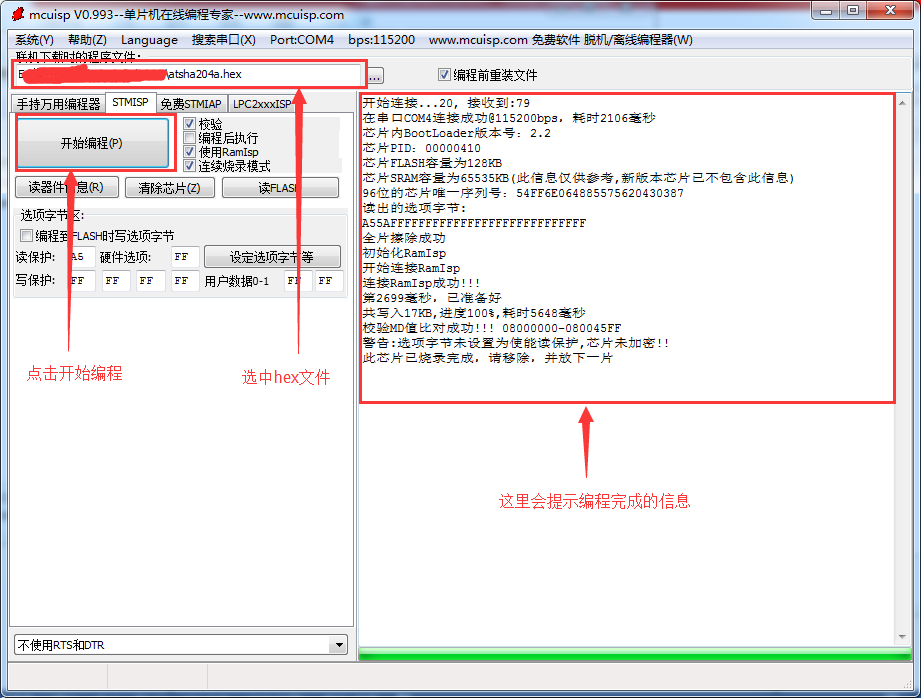 mcuisp V0.993--单片机在线编程专家--www.mcuisp.com
系统(Y) 帮助(Z) Language 搜索串口(X) Port:COM4 bps:115200 www.mcuisp.com 免费软件 脱机/离线编程器(W)
联机下载时的程序文件:
E:\atsha204a.hex
...
编程前重装文件
手持万用编程器 STMISP 免费STMIAP LPC2xxxISP
开始编程(P)
校验
编程后执行
使用RamIsp
连续烧录模式
读器件信息(R) 清除芯片(Z) 读FLASH
选项字节区:
编程到FLASH时写选项字节
读保护: A5 硬件选项: FF 设定选项字节等
写保护: FF FF FF FF 用户数据0-1 FF FF
点击开始编程
选中hex文件
不使用RTS和DTR
开始连接...20, 接收到:79
在串口COM4连接成功@115200bps, 耗时2106毫秒
芯片内BootLoader版本号: 2.2
芯片PID: 00000410
芯片FLASH容量为128KB
芯片SRAM容量为65535KB(此信息仅供参考,新版本芯片已不包含此信息)
96位的芯片唯一序列号: 54FF6E064885575620430387
读出的选项字节:
A55AFFFFFFFFFFFFFFFFFFFFFFFFFFFF
全片擦除成功
初始化RamIsp
开始连接RamIsp
连接RamIsp成功!!!
第2699毫秒, 已准备好
共写入17KB,进度100%,耗时5648毫秒
校验MD值比对成功!!! 08000000-080045FF
警告:选项字节未设置为使能读保护,芯片未加密!!
此芯片已烧录完成, 请移除, 并放下一片
这里会提示编程完成的信息